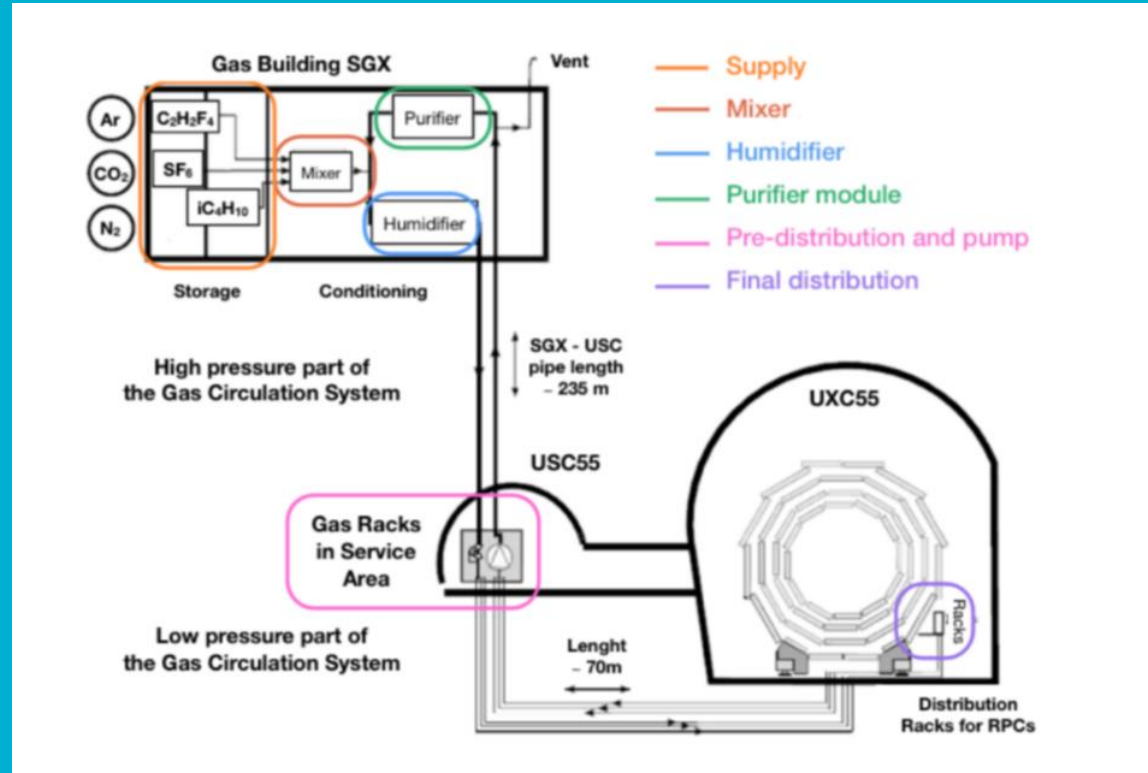 Gas Building SGX
Vent
Ar
CO₂
N₂
C₂H₂F₄
SF₆
iC₄H₁₀
Mixer
Purifier
Humidifier
Storage
Conditioning
Supply
Mixer
Humidifier
Purifier module
Pre-distribution and pump
Final distribution
High pressure part of
the Gas Circulation System
SGX - USC
pipe length
~ 235 m
USC55
UXC55
Gas Racks
in Service
Area
Racks
Low pressure part of
the Gas Circulation System
Lenght
~ 70m
Distribution
Racks for RPCs